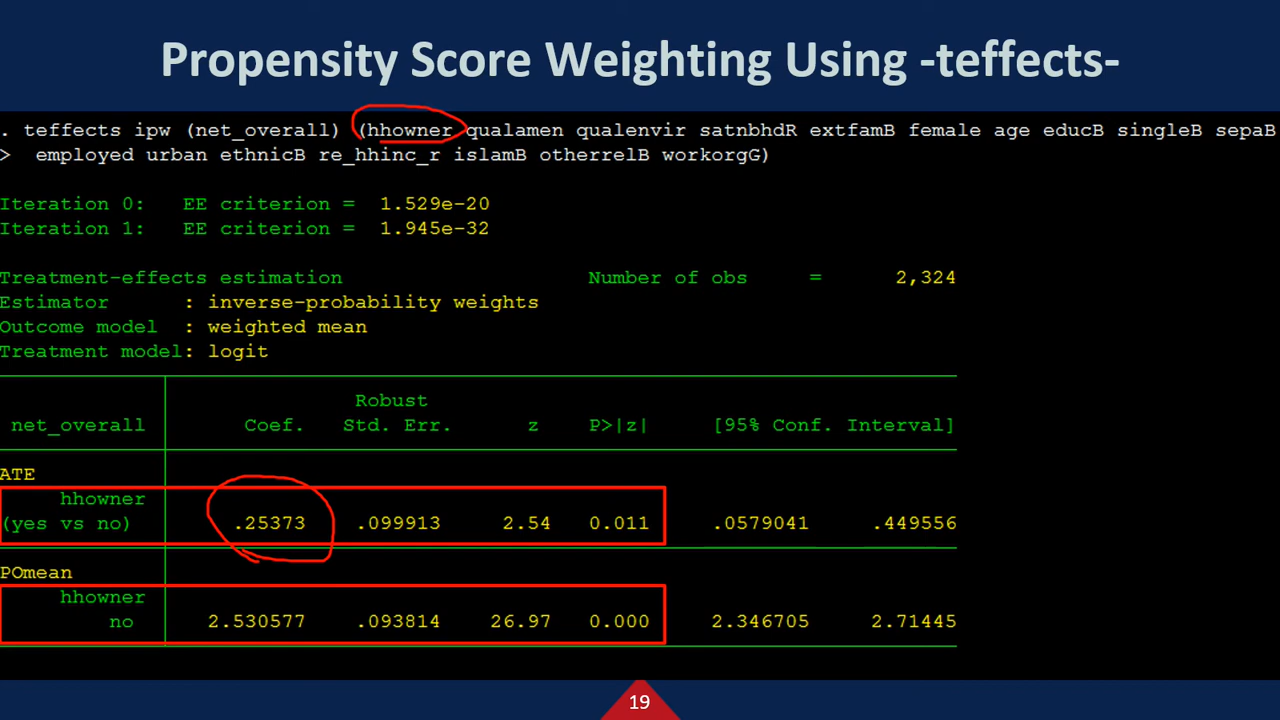 Propensity Score Weighting Using -teffects-
. teffects ipw (net_overall) (hhowner qualamen qualenvir satnbhdR extfamB female age educB singleB sepaB
> employed urban ethnicB re_hhinc_r islamB otherrelB workorgG)
Iteration 0: EE criterion = 1.529e-20
Iteration 1: EE criterion = 1.945e-32
Treatment-effects estimation Number of obs = 2,324
Estimator : inverse-probability weights
Outcome model : weighted mean
Treatment model: logit
Robust
net_overall Coef. Std. Err. z P>|z| [95% Conf. Interval]
ATE
hhowner
(yes vs no) .25373 .099913 2.54 0.011 .0579041 .449556
POmean
hhowner
no 2.530577 .093814 26.97 0.000 2.346705 2.71445
19